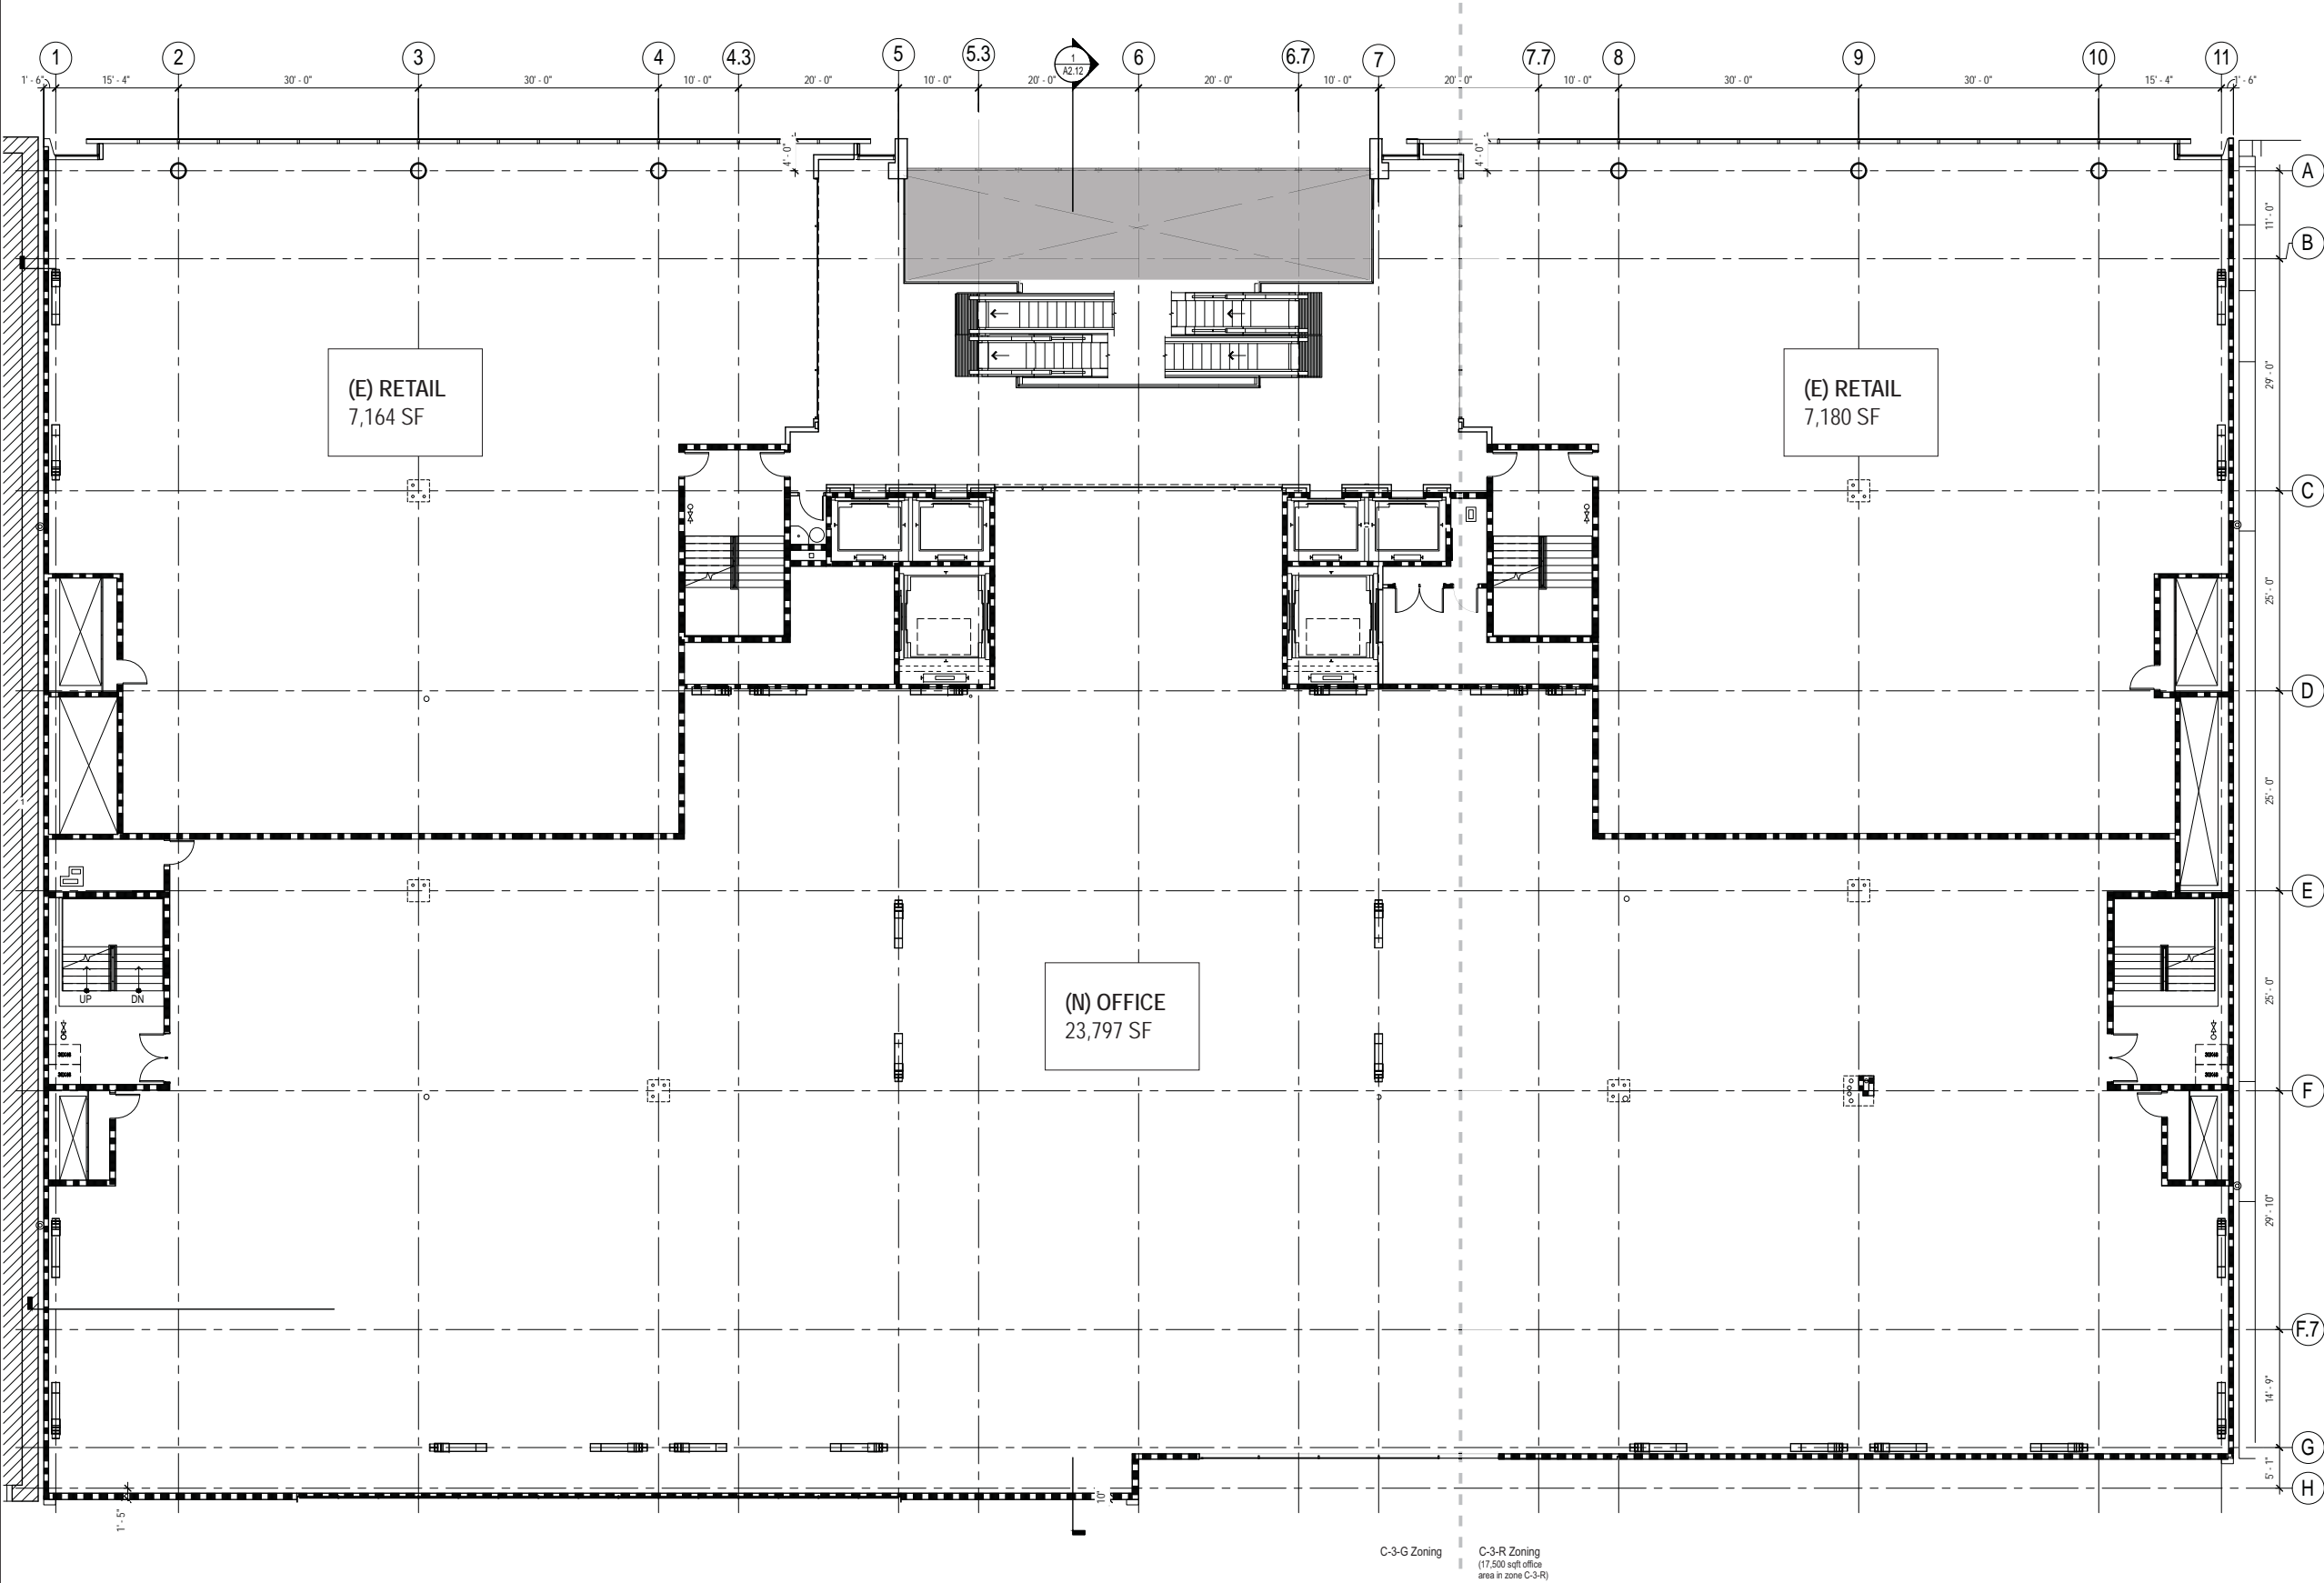 1 2 3 4 4.3 5 5.3 6 6.7 7 7.7 8 9 10 11
1
A2.12
1' - 6" 15' - 4" 30' - 0" 30' - 0" 10' - 0" 20' - 0" 10' - 0" 20' - 0" 20' - 0" 10' - 0" 20' - 0" 10' - 0" 30' - 0" 30' - 0" 15' - 4" 1' - 6"
4' - 0"
4' - 0"
A
11' - 0"
B
29' - 0"
(E) RETAIL
7,164 SF
(E) RETAIL
7,180 SF
C
25' - 0"
D
25' - 0"
1
E
25' - 0"
UP DN
(N) OFFICE
23,797 SF
F
29' - 10"
F.7
14' - 9"
G
5' - 1"
H
1' - 5"
10"
C-3-G Zoning
C-3-R Zoning
(17,500 sqft office
area in zone C-3-R)